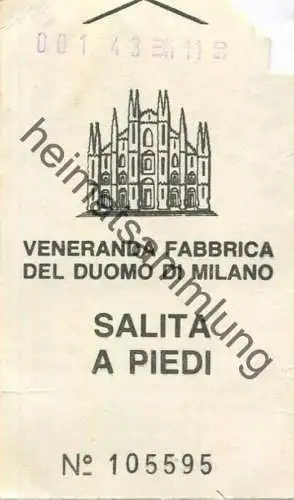 001 43
VENERANDA FABBRICA
DEL DUOMO DI MILANO
SALITA
A PIEDI
Nº 105595
heimatsammlung